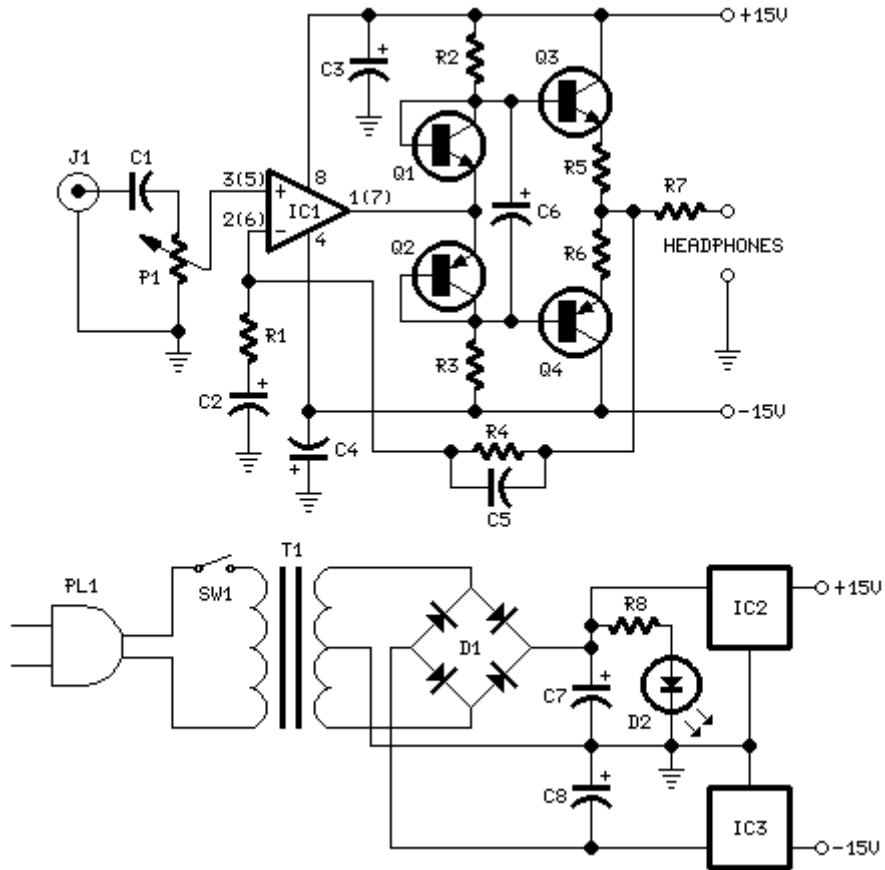 +15V
R2
Q3
C3
+
+
J1
C1
Q1
R5
R7
3(5)
8
1(7)
+
IC1
2(6)
−
4
+
C6
Q2
R6
HEADPHONES
P1
R1
R3
Q4
C2
+
-15V
C4
+
R4
C5
T1
PL1
SW1
+15V
R8
IC2
D1
C7
+
D2
C8
+
IC3
-15V